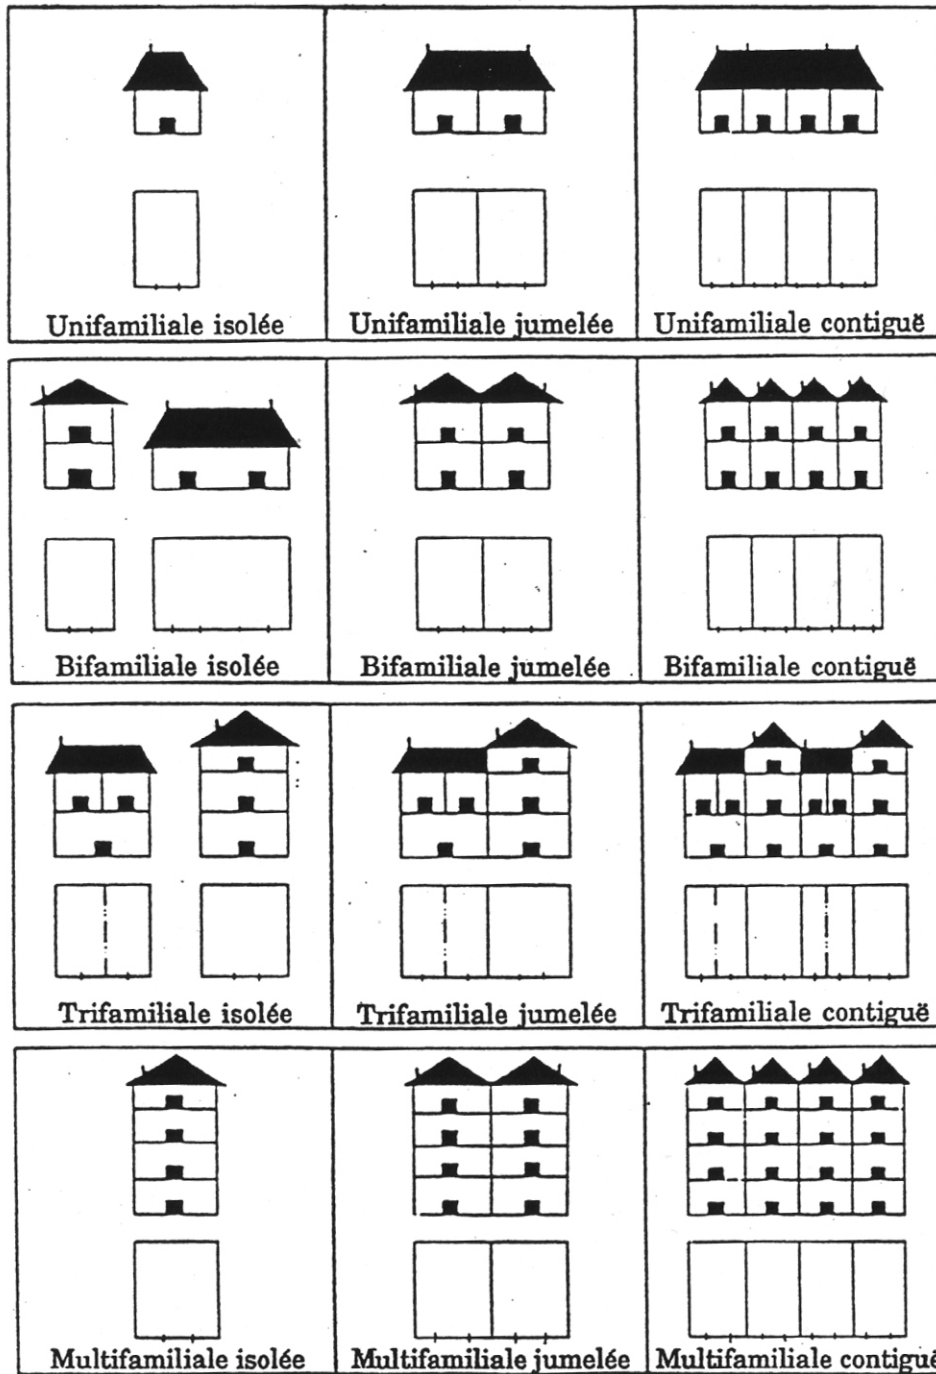 Unifamiliale isolée
Unifamiliale jumelée
Unifamiliale contiguë
Bifamiliale isolée
Bifamiliale jumelée
Bifamiliale contiguë
Trifamiliale isolée
Trifamiliale jumelée
Trifamiliale contiguë
Multifamiliale isolée
Multifamiliale jumelée
Multifamiliale contiguë